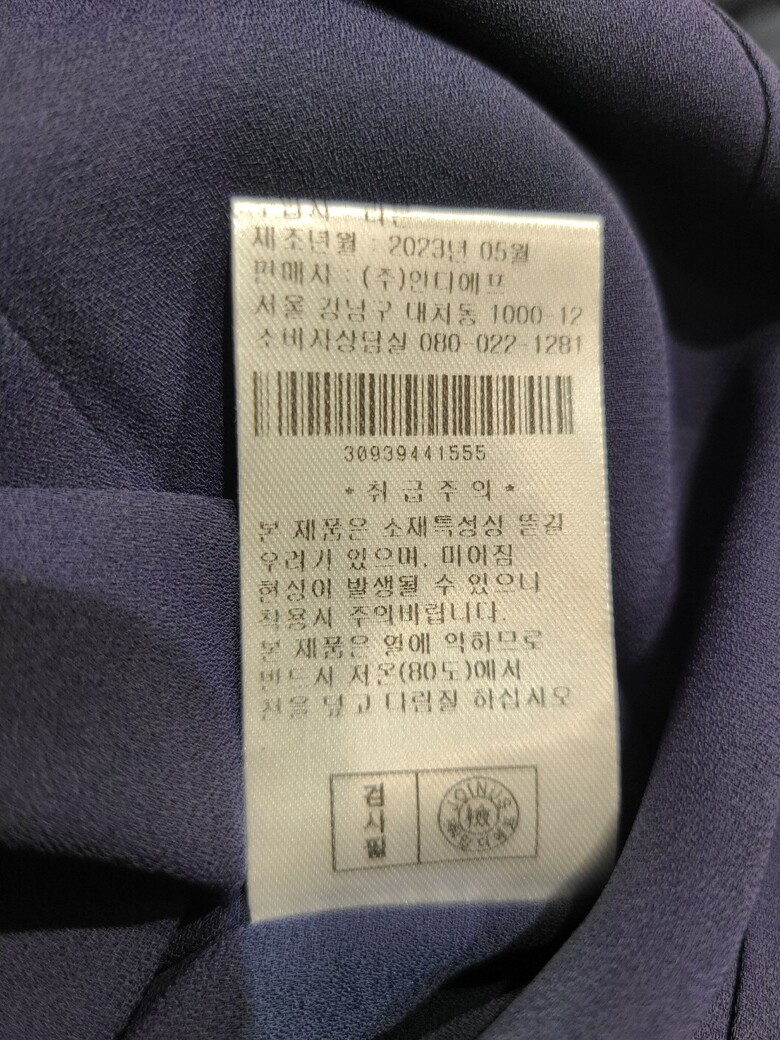 제조년월 : 2023년 05월
판매사 : (주)인디에프
서울 강남구 대치동 1000-12
소비자상담실 080-022-1281
30939441555
* 취 급 주 의 *
본 제품은 소재특성상 뜯길
우려가 있으며, 미어짐
현상이 발생될 수 있으니
착용시 주의바랍니다.
본 제품은 열에 약하므로
반드시 저온(80도)에서
천을 덮고 다림질 하십시오
검사필
JOINUS